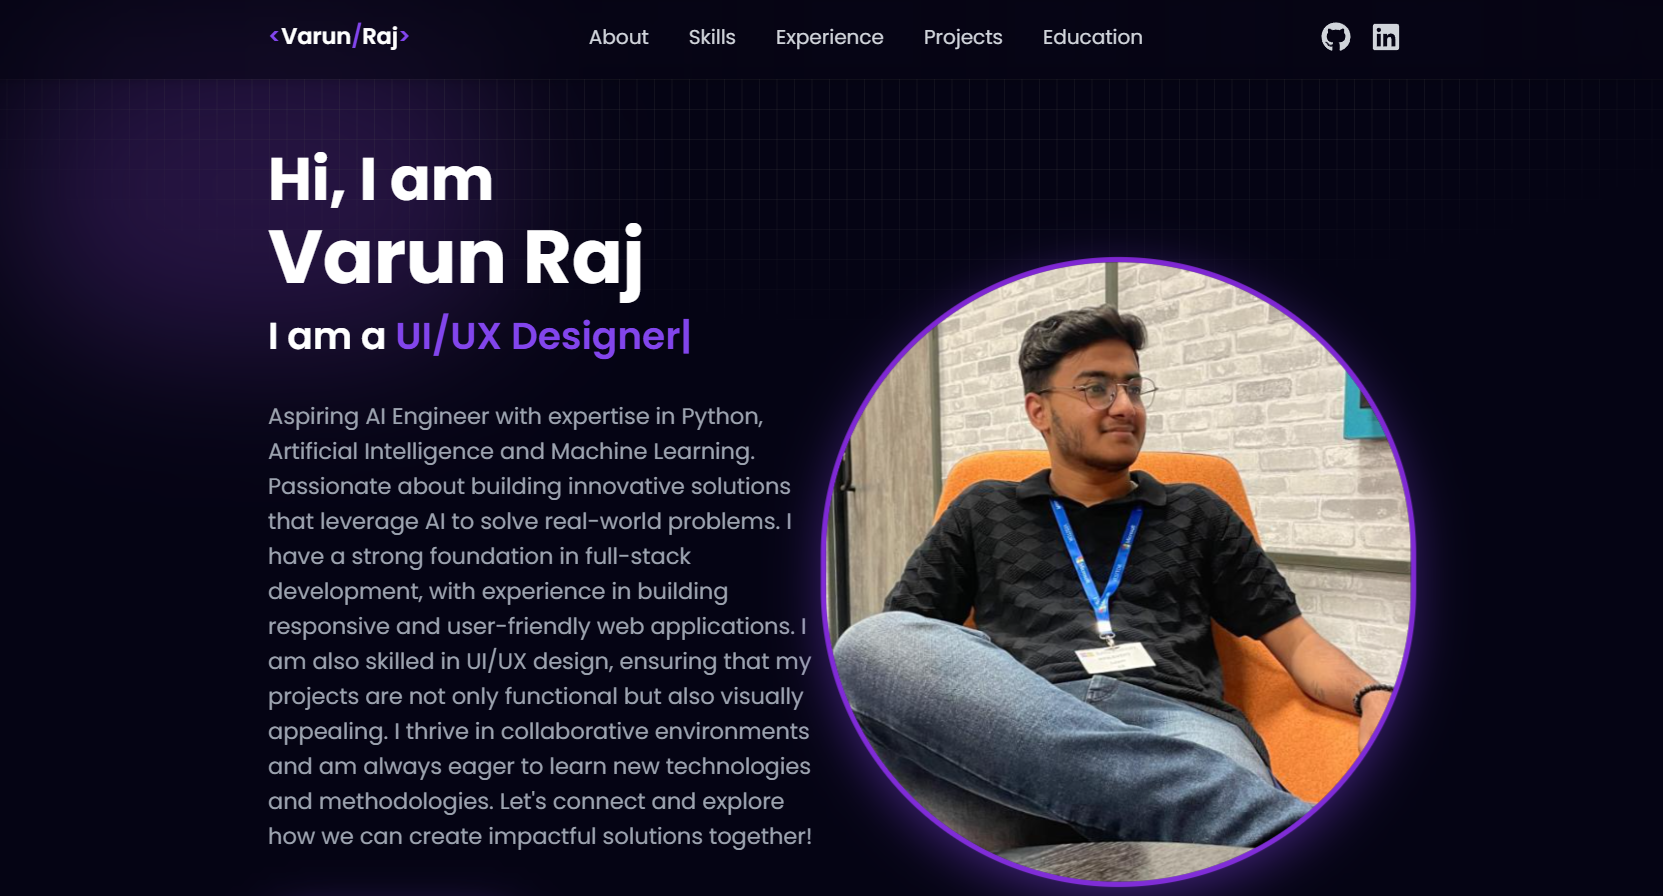 <Varun/Raj>
About Skills Experience Projects Education
Hi, I am
Varun Raj
I am a UI/UX Designer|
Aspiring AI Engineer with expertise in Python,
Artificial Intelligence and Machine Learning.
Passionate about building innovative solutions
that leverage AI to solve real-world problems. I
have a strong foundation in full-stack
development, with experience in building
responsive and user-friendly web applications. I
am also skilled in UI/UX design, ensuring that my
projects are not only functional but also visually
appealing. I thrive in collaborative environments
and am always eager to learn new technologies
and methodologies. Let's connect and explore
how we can create impactful solutions together!
in